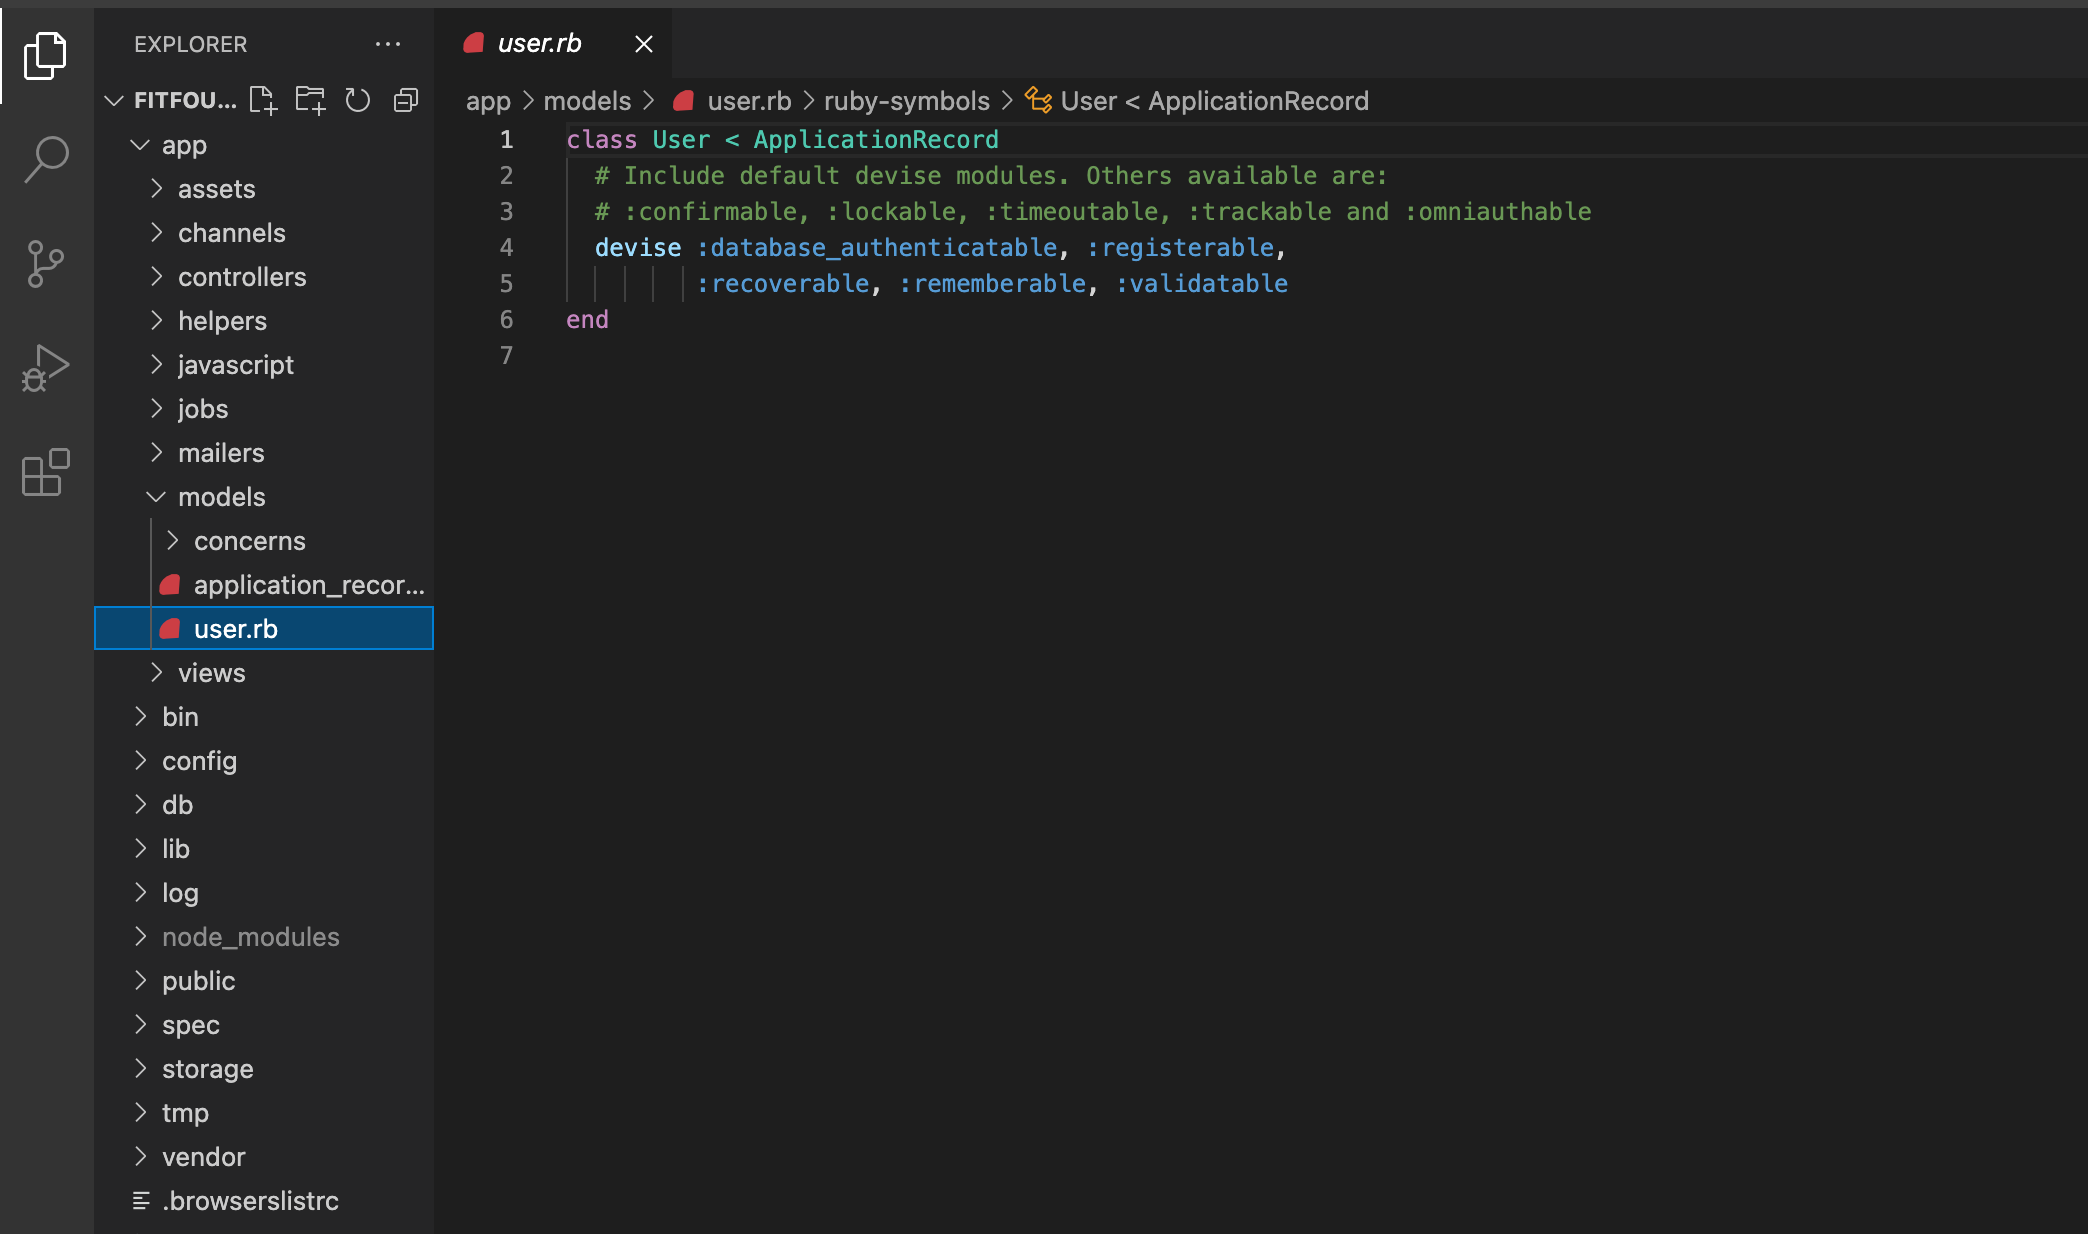 EXPLORER
FITFOU...
app
assets
channels
controllers
helpers
javascript
jobs
mailers
models
concerns
application_recor...
user.rb
views
bin
config
db
lib
log
node_modules
public
spec
storage
tmp
vendor
.browserslistrc
user.rb
app > models > user.rb > ruby-symbols > User < ApplicationRecord
1 class User < ApplicationRecord
2 # Include default devise modules. Others available are:
3 # :confirmable, :lockable, :timeoutable, :trackable and :omniauthable
4 devise :database_authenticatable, :registerable,
5 :recoverable, :rememberable, :validatable
6 end
7